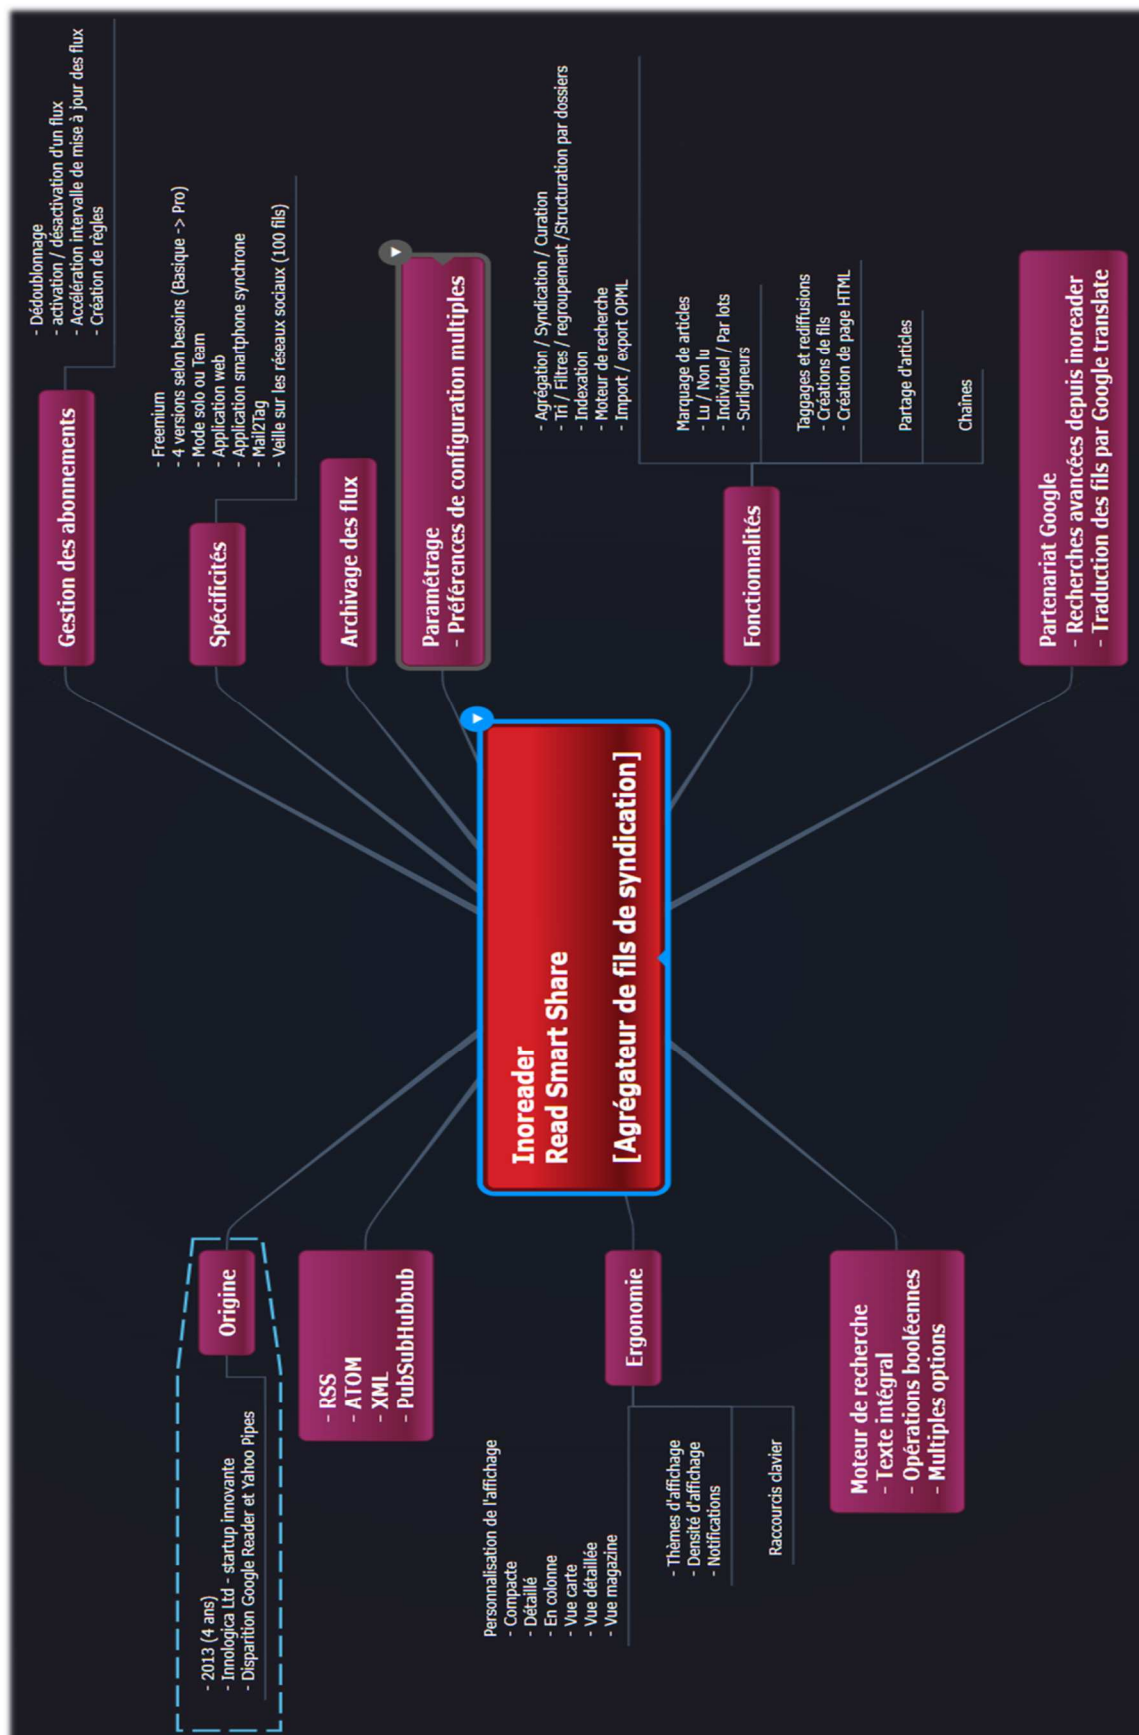 Inoreader
Read Smart Share
[Agrégateur de fils de syndication]
Origine
- 2013 (4 ans)
- Innologica Ltd - startup innovante
- Disparition Google Reader et Yahoo Pipes
- RSS
- ATOM
- XML
- PubSubHubbub
Ergonomie
Personnalisation de l'affichage
- Compacte
- Détaillé
- En colonne
- Vue carte
- Vue détaillée
- Vue magazine
- Thèmes d'affichage
- Densité d'affichage
- Notifications
Raccourcis clavier
Moteur de recherche
- Texte intégral
- Opérations booléennes
- Multiples options
Gestion des abonnements
- Dédoublonnage
- activation / désactivation d'un flux
- Accélération intervalle de mise à jour des flux
- Création de règles
Spécificités
- Freemium
- 4 versions selon besoins (Basique -> Pro)
- Mode solo ou Team
- Application web
- Application smartphone synchrone
- Mail2Tag
- Veille sur les réseaux sociaux (100 fils)
Archivage des flux
Paramétrage
- Préférences de configuration multiples
Fonctionnalités
- Agrégation / Syndication / Curation
- Tri / Filtres / regroupement /Structuration par dossiers
- Indexation
- Moteur de recherche
- Import / export OPML
Marquage de articles
- Lu / Non lu
- Individuel / Par lots
- Surligneurs
Taggages et rediffusions
- Créations de fils
- Création de page HTML
Partage d'articles
Chaînes
Partenariat Google
- Recherches avancées depuis inoreader
- Traduction des fils par Google translate